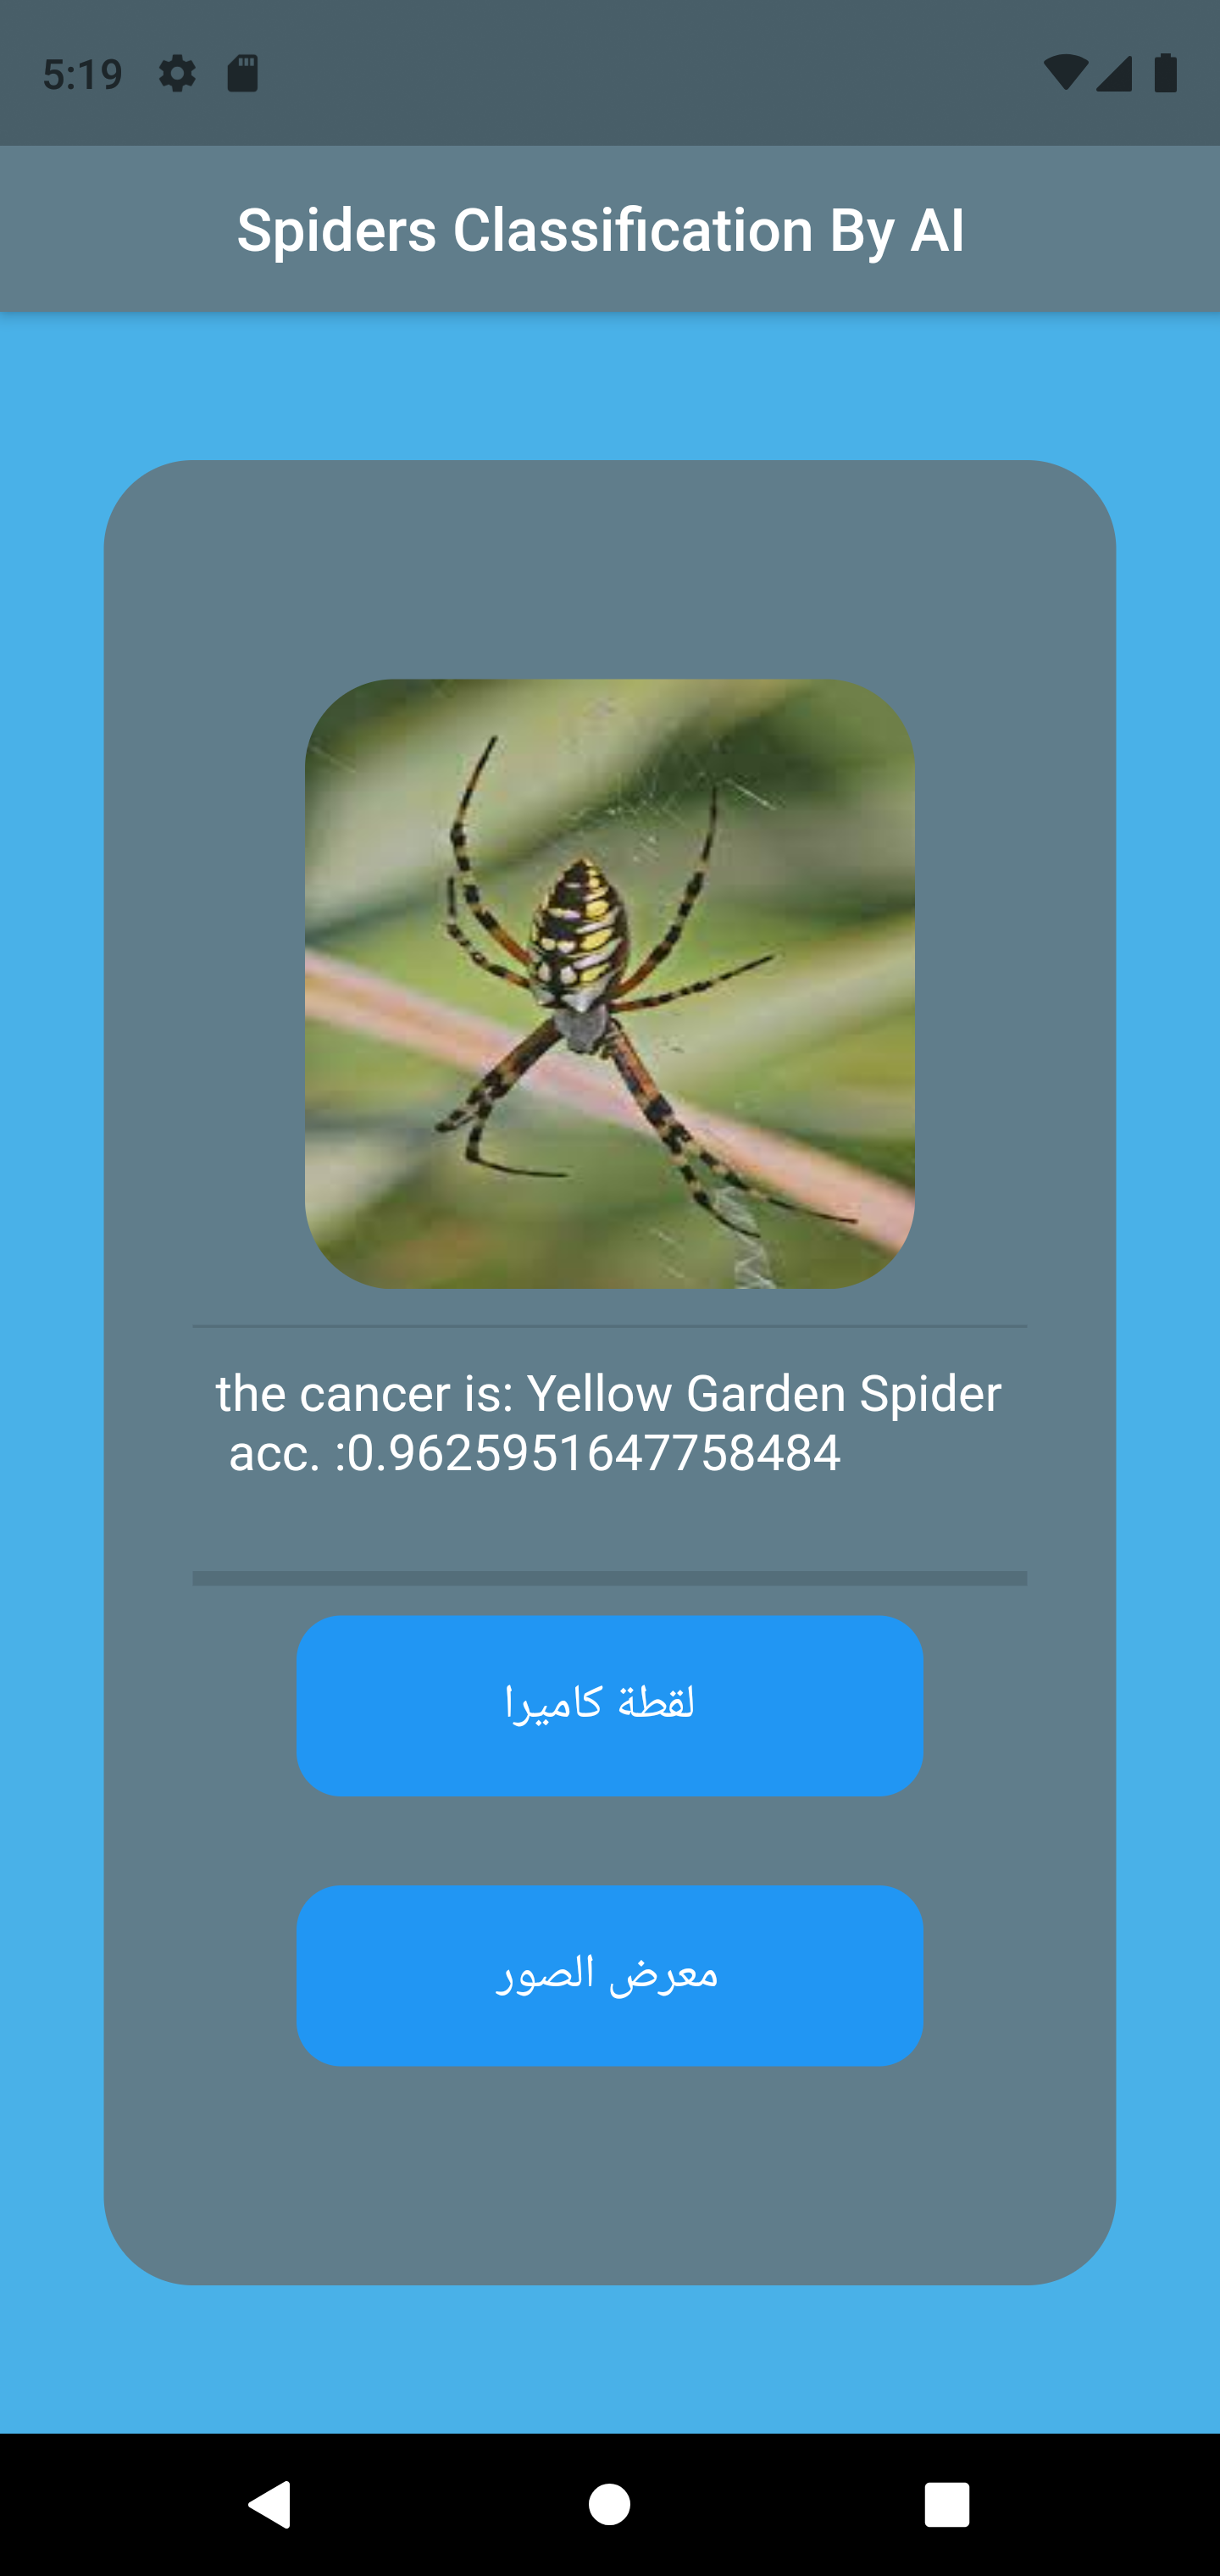 5:19
Spiders Classification By AI
the cancer is: Yellow Garden Spider
acc. :0.9625951647758484
لقطة كاميرا
معرض الصور